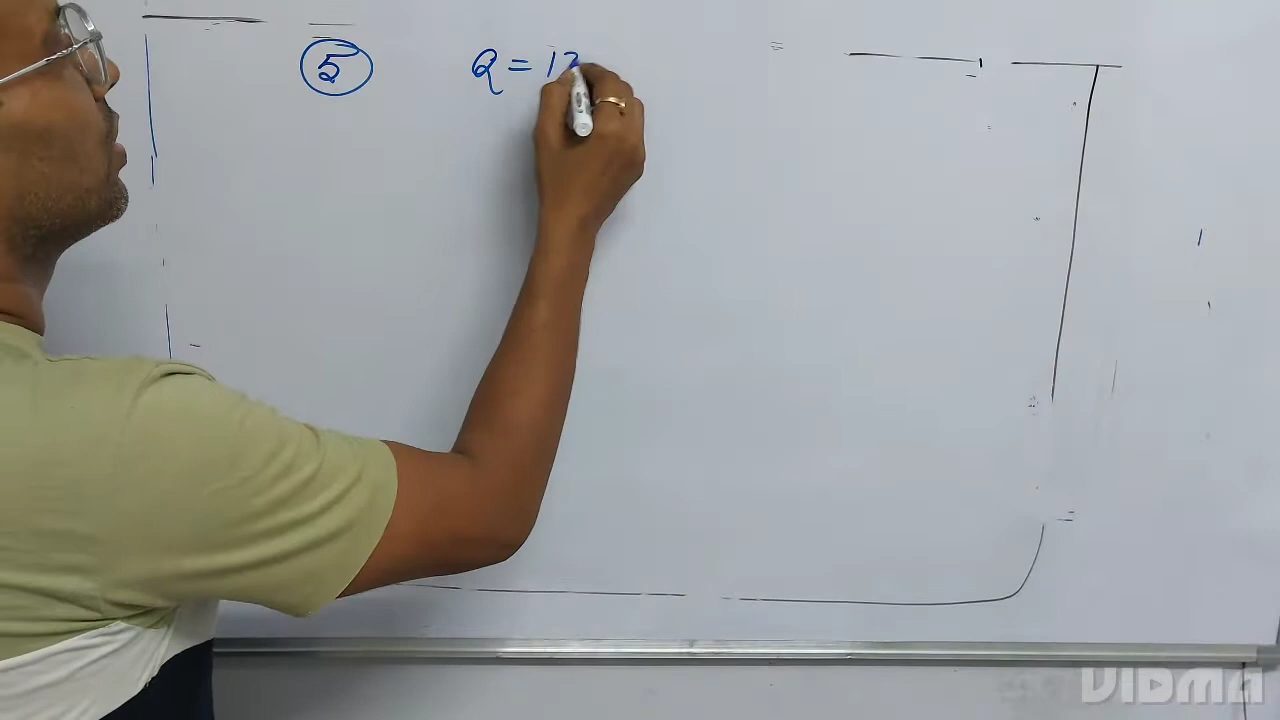 ⑤ Q = 12
VIDMA